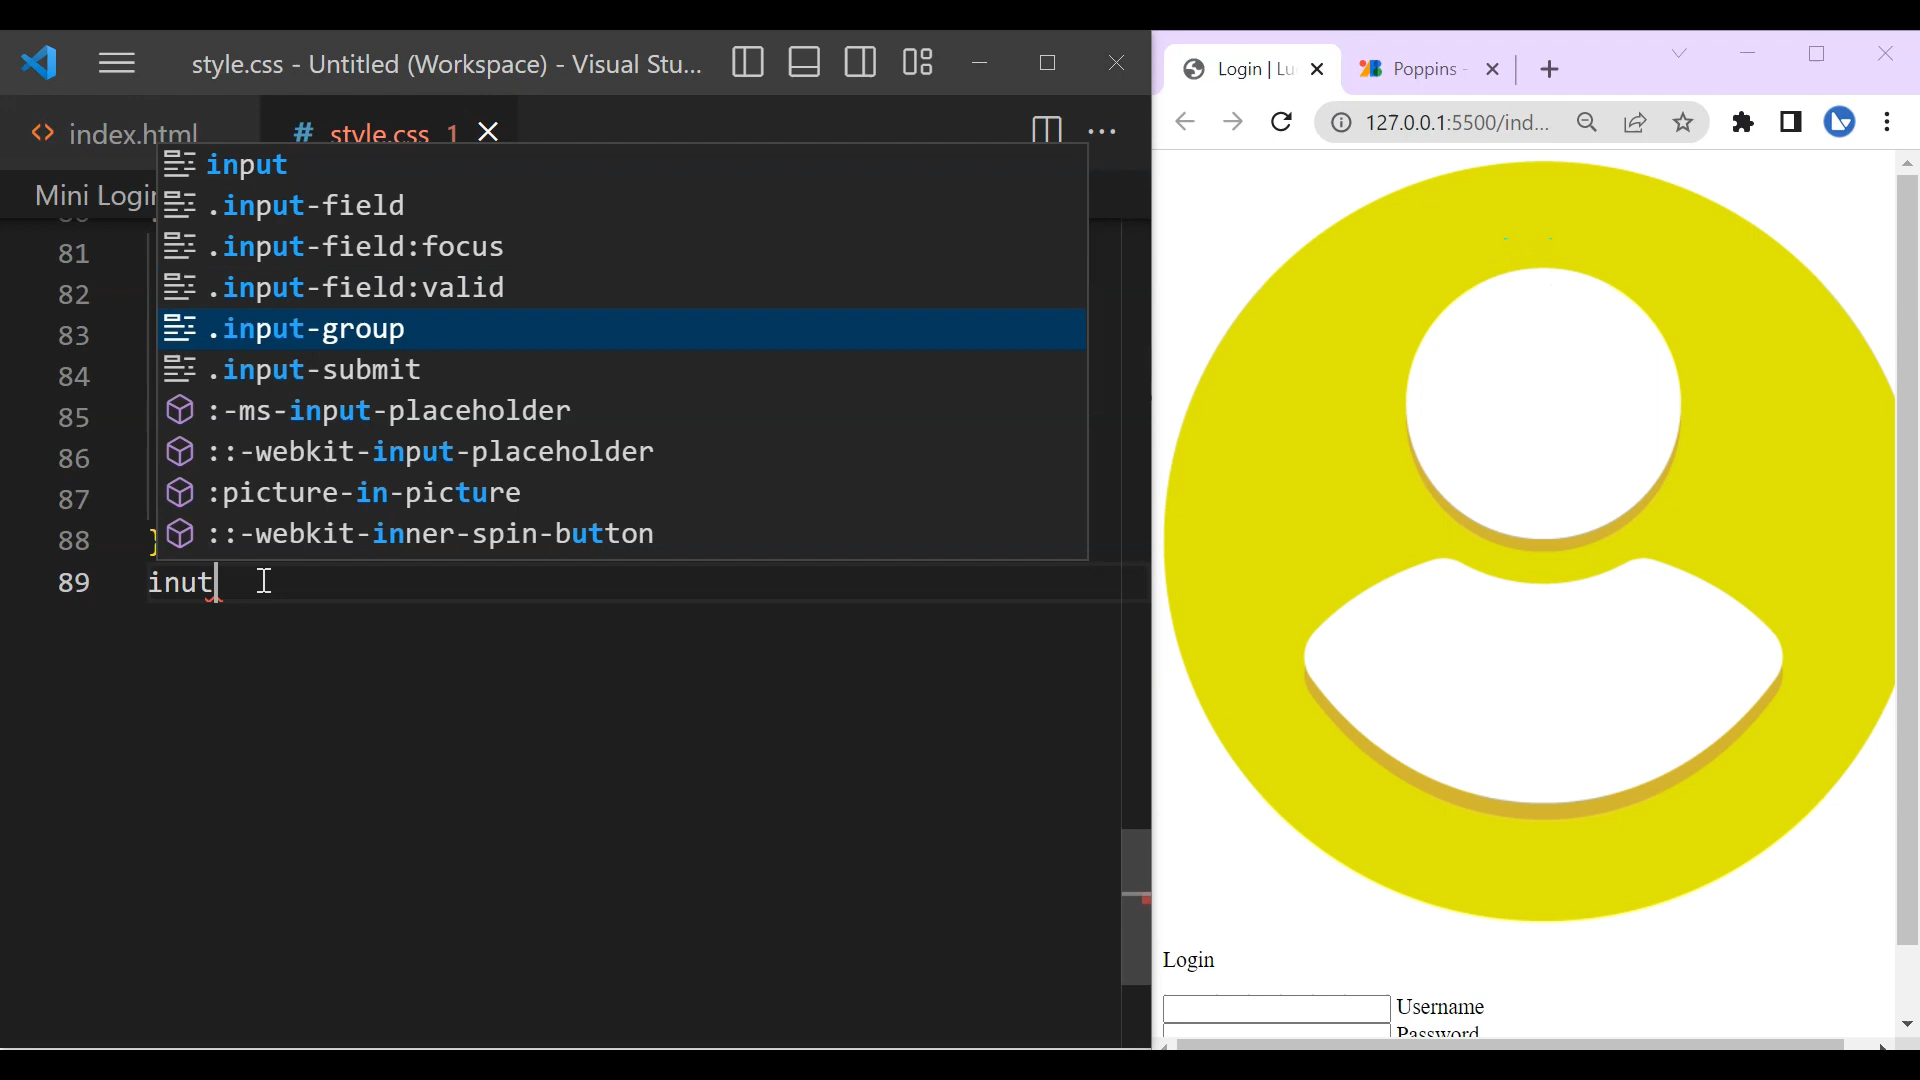 style.css - Untitled (Workspace) - Visual Stu...
index.html
# style.css 1
Mini Login
input
.input-field
.input-field:focus
.input-field:valid
.input-group
.input-submit
:-ms-input-placeholder
::-webkit-input-placeholder
:picture-in-picture
::-webkit-inner-spin-button
81
82
83
84
85
86
87
88 }
89 inut
Login | Lu
Poppins -
127.0.0.1:5500/ind...
Login
Username
Password